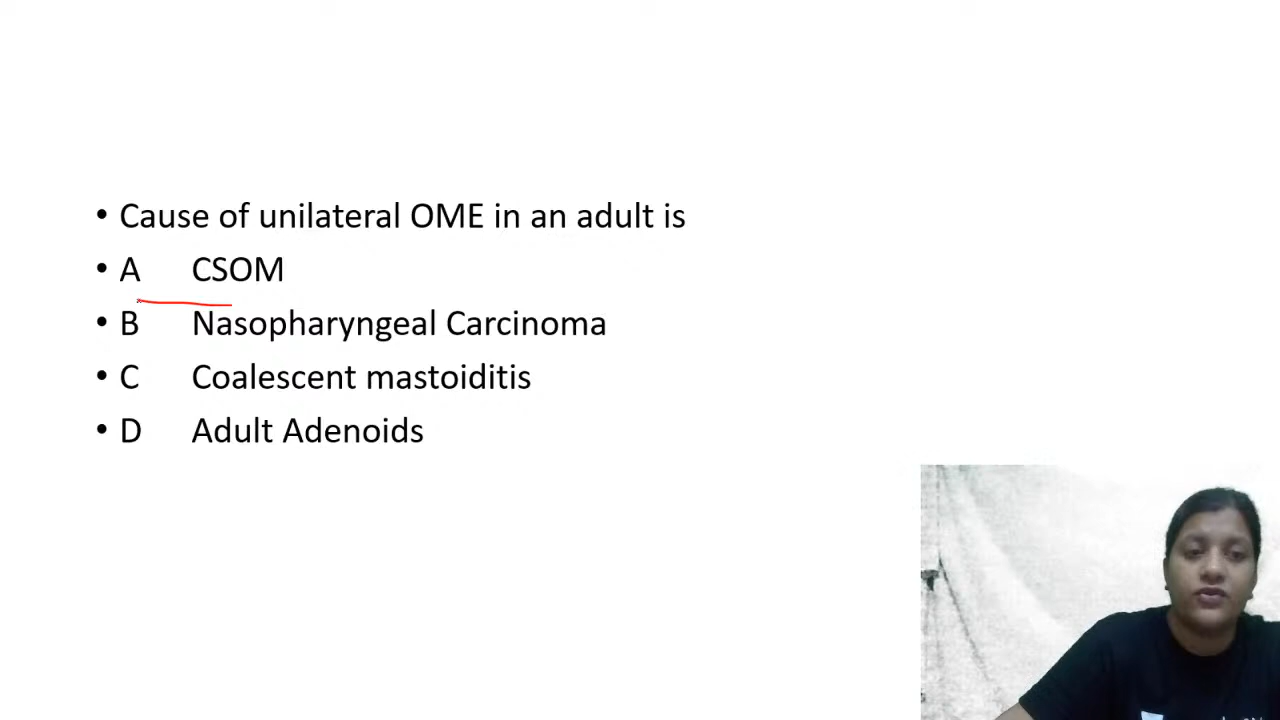 • Cause of unilateral OME in an adult is
• A CSOM
• B Nasopharyngeal Carcinoma
• C Coalescent mastoiditis
• D Adult Adenoids